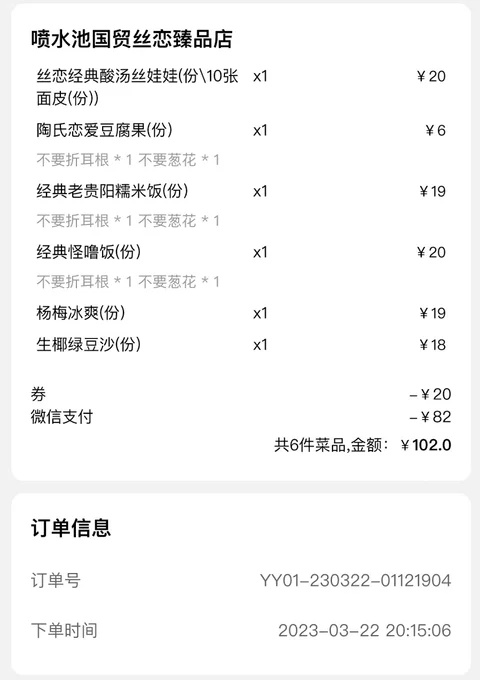 喷水池国贸丝恋臻品店
丝恋经典酸汤丝娃娃(份\10张 x1 ￥20
面皮(份))
陶氏恋爱豆腐果(份) x1 ￥6
不要折耳根 * 1 不要葱花 * 1
经典老贵阳糯米饭(份) x1 ￥19
不要折耳根 * 1 不要葱花 * 1
经典怪噜饭(份) x1 ￥20
不要折耳根 * 1 不要葱花 * 1
杨梅冰爽(份) x1 ￥19
生椰绿豆沙(份) x1 ￥18
券 -￥20
微信支付 -￥82
共6件菜品,金额: ￥102.0
订单信息
订单号 YY01-230322-01121904
下单时间 2023-03-22 20:15:06